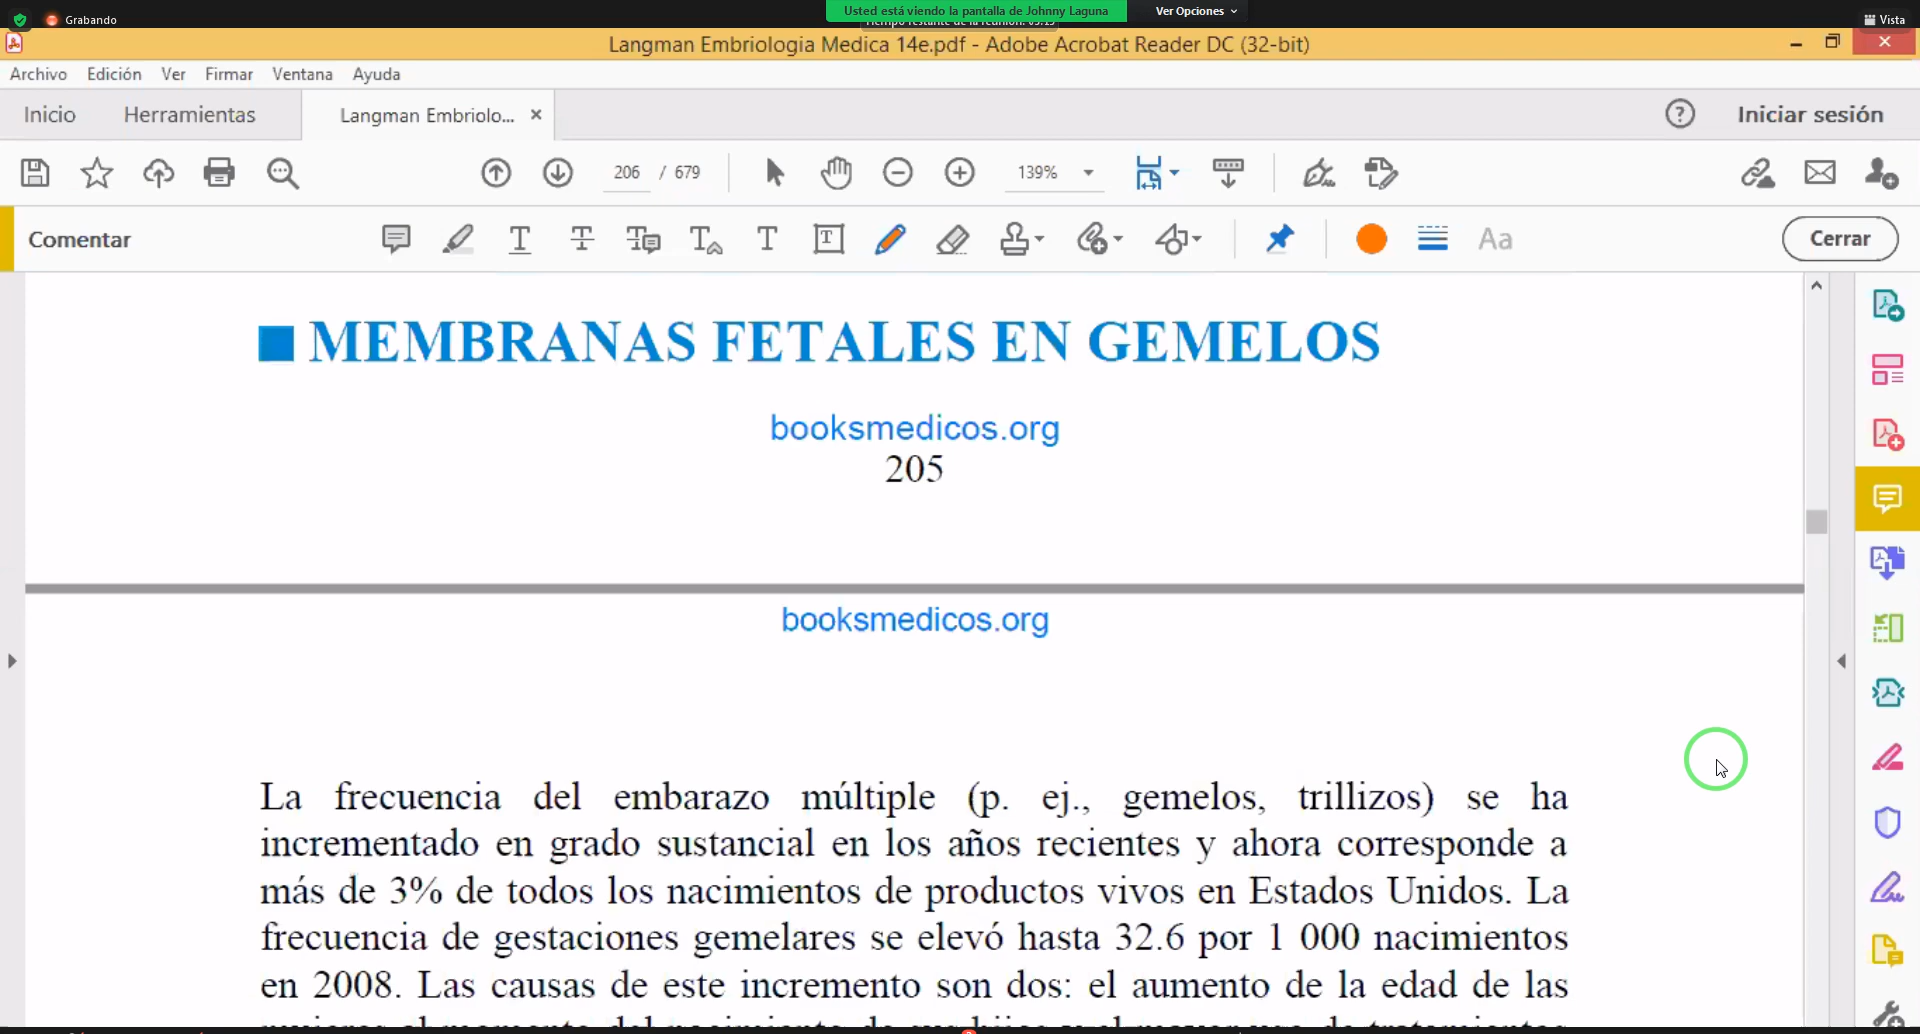 Grabando
Usted está viendo la pantalla de Johnny Laguna
Ver Opciones
Vista
Langman Embriologia Medica 14e.pdf - Adobe Acrobat Reader DC (32-bit)
Archivo Edición Ver Firmar Ventana Ayuda
Inicio Herramientas Langman Embriolo... Iniciar sesión
206 / 679 139%
Comentar Aa Cerrar
MEMBRANAS FETALES EN GEMELOS
booksmedicos.org
205
booksmedicos.org
La frecuencia del embarazo múltiple (p. ej., gemelos, trillizos) se ha
incrementado en grado sustancial en los años recientes y ahora corresponde a
más de 3% de todos los nacimientos de productos vivos en Estados Unidos. La
frecuencia de gestaciones gemelares se elevó hasta 32.6 por 1 000 nacimientos
en 2008. Las causas de este incremento son dos: el aumento de la edad de las